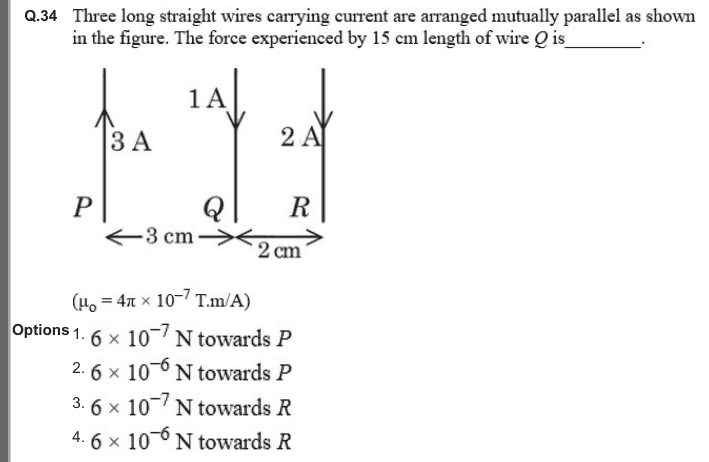 Q.34 Three long straight wires carrying current are arranged mutually parallel as shown
in the figure. The force experienced by 15 cm length of wire Q is________.
1 A
3 A
2 A
P
Q
R
3 cm
2 cm
(μ₀ = 4π × 10⁻⁷ T.m/A)
Options 1. 6 × 10⁻⁷ N towards P
2. 6 × 10⁻⁶ N towards P
3. 6 × 10⁻⁷ N towards R
4. 6 × 10⁻⁶ N towards R